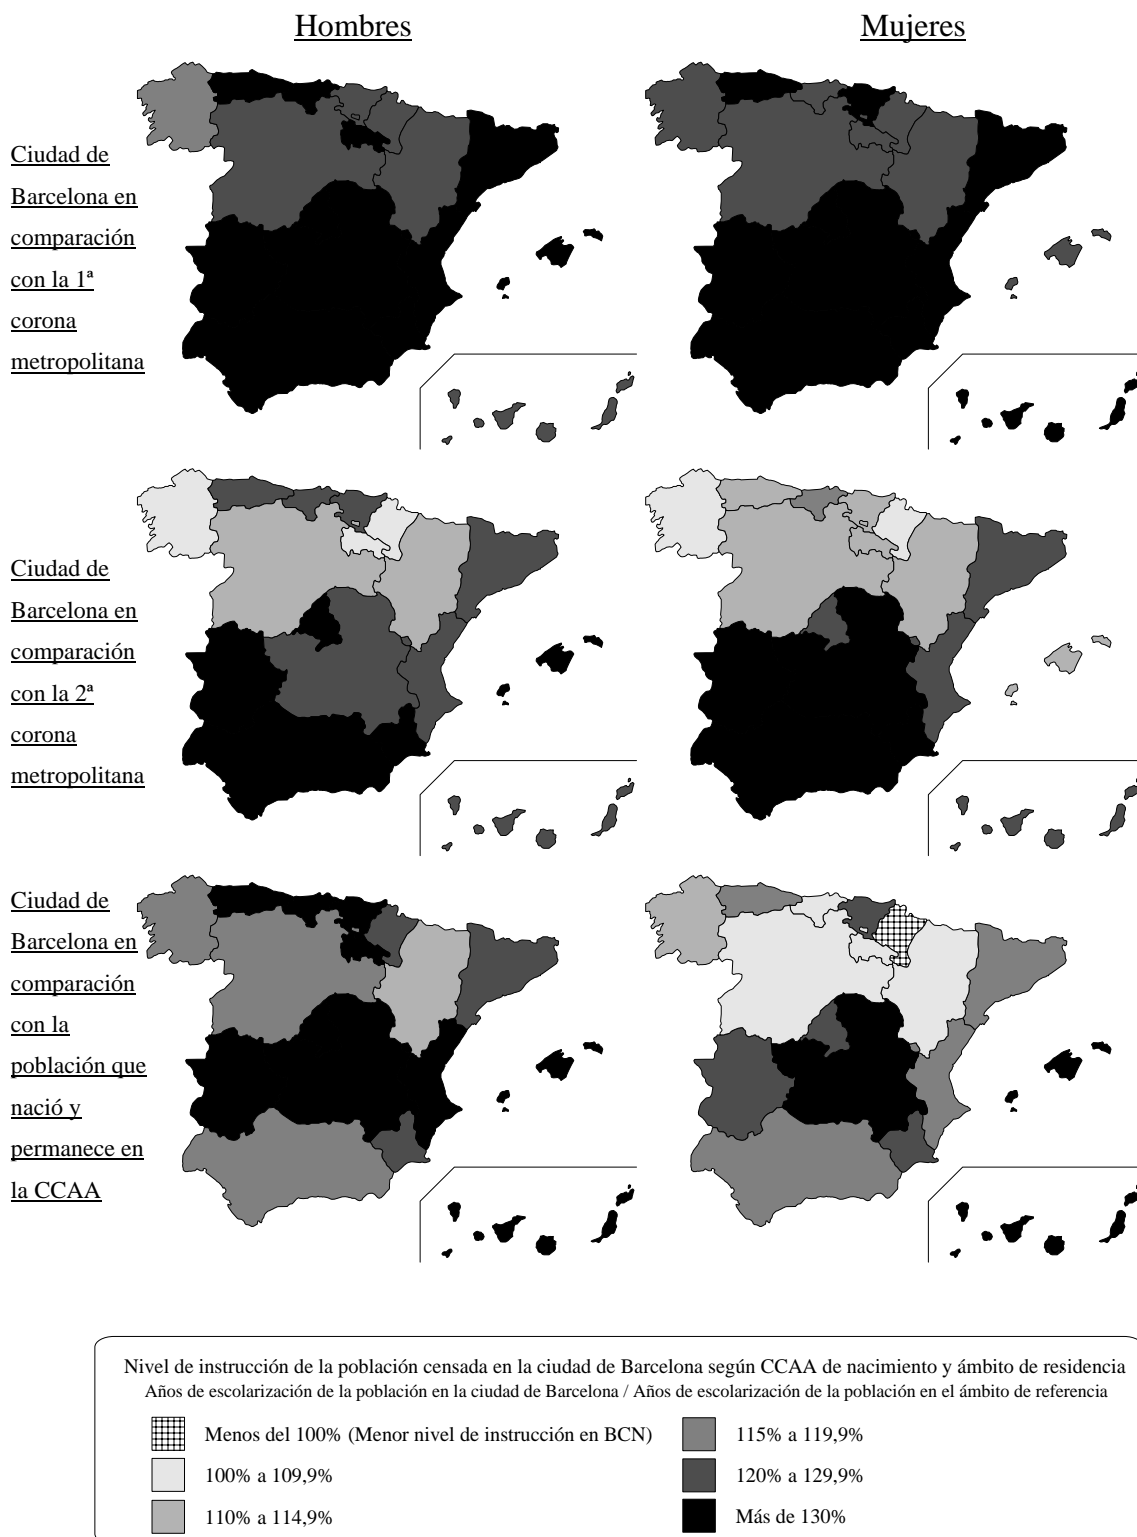 Hombres
Mujeres
Ciudad de
Barcelona en
comparación
con la 1ª
corona
metropolitana
Ciudad de
Barcelona en
comparación
con la 2ª
corona
metropolitana
Ciudad de
Barcelona en
comparación
con la
población que
nació y
permanece en
la CCAA
Nivel de instrucción de la población censada en la ciudad de Barcelona según CCAA de nacimiento y ámbito de residencia
Años de escolarización de la población en la ciudad de Barcelona / Años de escolarización de la población en el ámbito de referencia
Menos del 100% (Menor nivel de instrucción en BCN)
100% a 109,9%
110% a 114,9%
115% a 119,9%
120% a 129,9%
Más de 130%